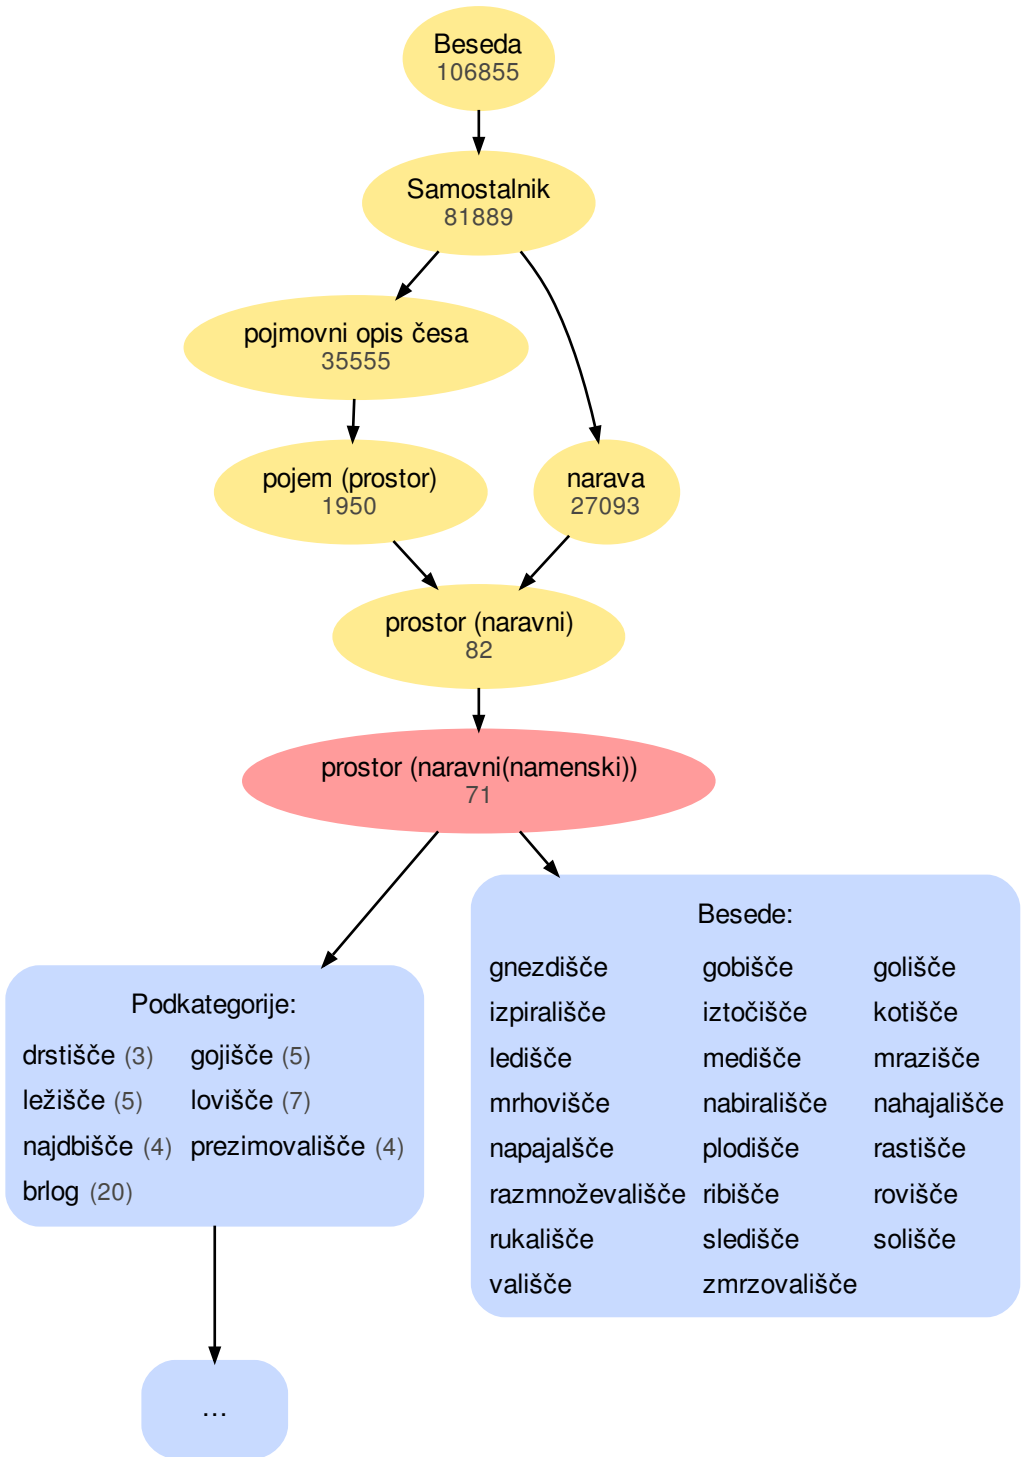 Beseda
106855
Samostalnik
81889
pojmovni opis česa
35555
pojem (prostor)
1950
narava
27093
prostor (naravni)
82
prostor (naravni(namenski))
71
Podkategorije:
drstišče (3) gojišče (5)
ležišče (5) lovišče (7)
najdbišče (4) prezimovališče (4)
brlog (20)
Besede:
gnezdišče gobišče golišče
izpirališče iztočišče kotišče
ledišče medišče mrazišče
mrhovišče nabirališče nahajališče
napajalšče plodišče rastišče
razmnoževališče ribišče rovišče
rukališče sledišče solišče
vališče zmrzovališče
...